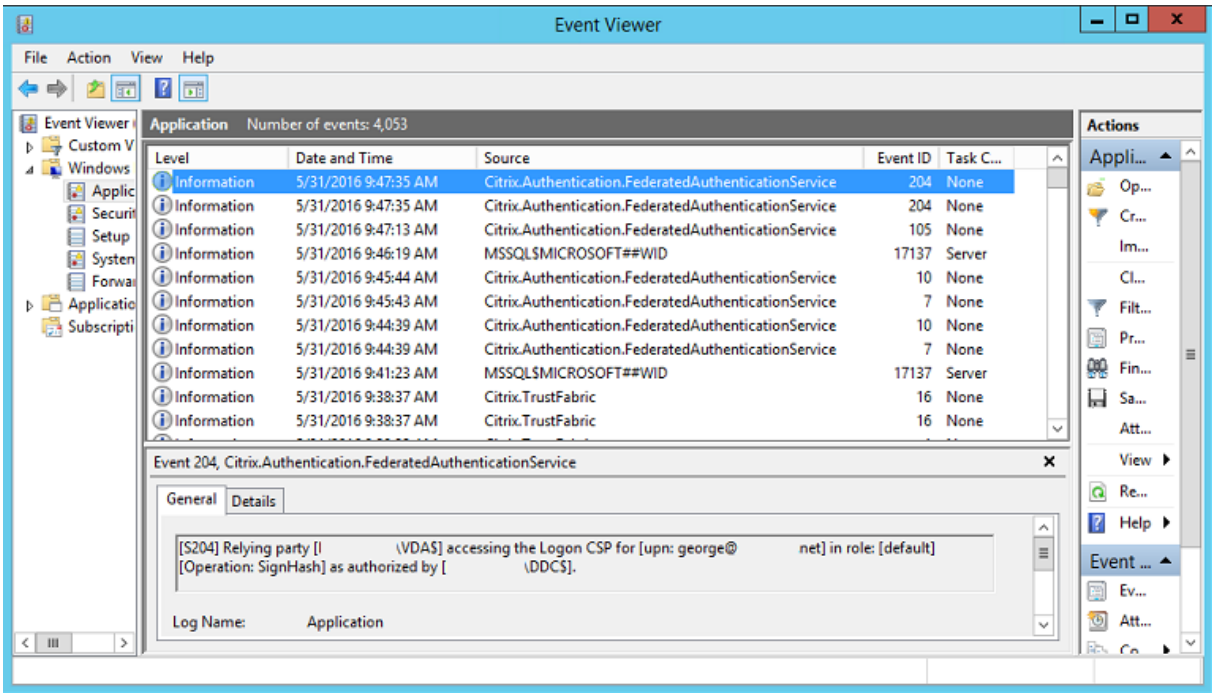 Event Viewer
File Action View Help
Event Viewer
Custom V
Windows
Applic
Securit
Setup
System
Forwar
Applicatio
Subscripti
Application Number of events: 4,053
Level Date and Time Source Event ID Task C...
Information 5/31/2016 9:47:35 AM Citrix.Authentication.FederatedAuthenticationService 204 None
Information 5/31/2016 9:47:35 AM Citrix.Authentication.FederatedAuthenticationService 204 None
Information 5/31/2016 9:47:13 AM Citrix.Authentication.FederatedAuthenticationService 105 None
Information 5/31/2016 9:46:19 AM MSSQL$MICROSOFT##WID 17137 Server
Information 5/31/2016 9:45:44 AM Citrix.Authentication.FederatedAuthenticationService 10 None
Information 5/31/2016 9:45:43 AM Citrix.Authentication.FederatedAuthenticationService 7 None
Information 5/31/2016 9:44:39 AM Citrix.Authentication.FederatedAuthenticationService 10 None
Information 5/31/2016 9:44:39 AM Citrix.Authentication.FederatedAuthenticationService 7 None
Information 5/31/2016 9:41:23 AM MSSQL$MICROSOFT##WID 17137 Server
Information 5/31/2016 9:38:37 AM Citrix.TrustFabric 16 None
Information 5/31/2016 9:38:37 AM Citrix.TrustFabric 16 None
Event 204, Citrix.Authentication.FederatedAuthenticationService
General Details
[S204] Relying party [l \VDA$] accessing the Logon CSP for [upn: george@ net] in role: [default]
[Operation: SignHash] as authorized by [ \DDC$].
Log Name: Application
Actions
Appli...
Op...
Cr...
Im...
Cl...
Filt...
Pr...
Fin...
Sa...
Att...
View
Re...
Help
Event ...
Ev...
Att...
Co